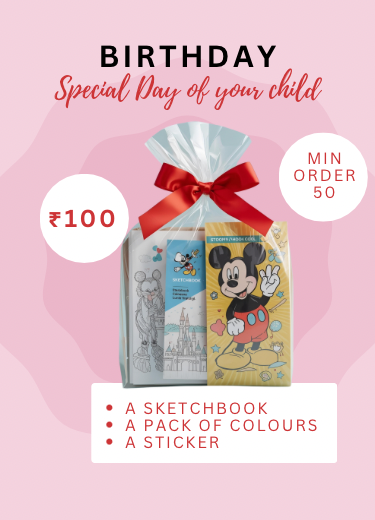 BIRTHDAY
Special Day of your child
MIN
ORDER
50
₹100
SKETCHBOOK
A SKETCHBOOK
A PACK OF COLOURS
A STICKER